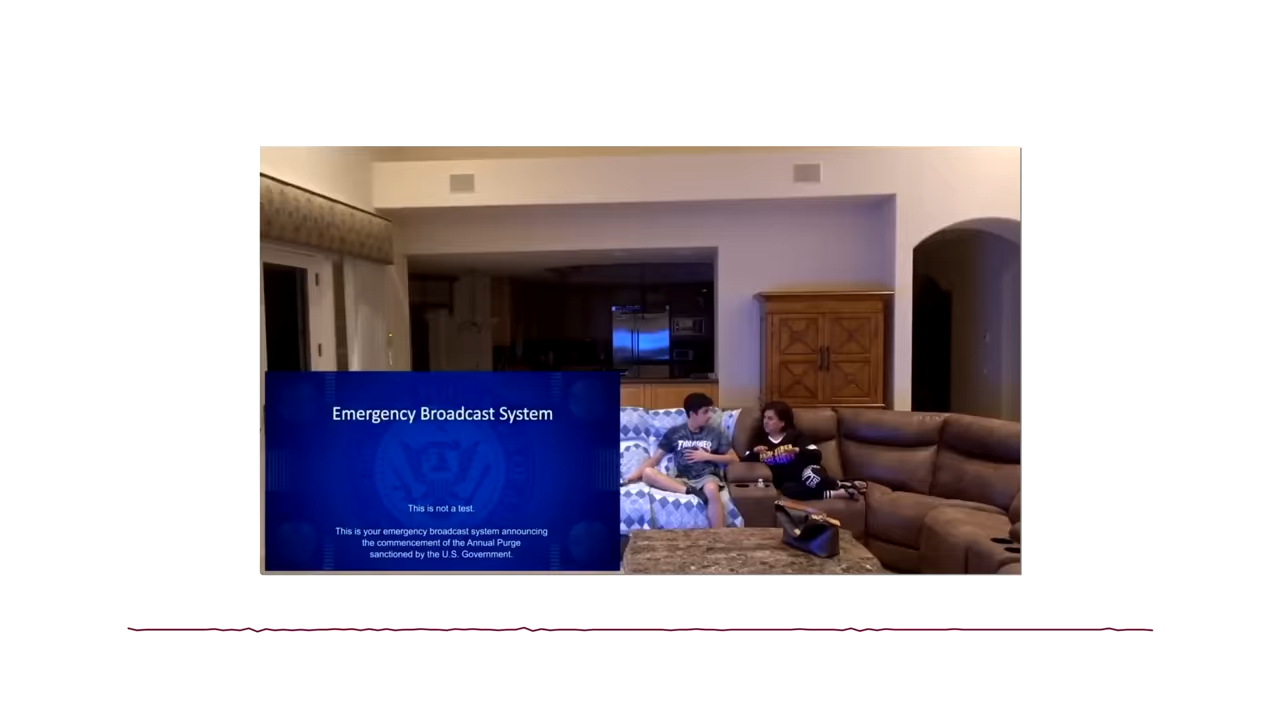 Emergency Broadcast System
This is not a test.
This is your emergency broadcast system announcing
the commencement of the Annual Purge
sanctioned by the U.S. Government.
THRASHER